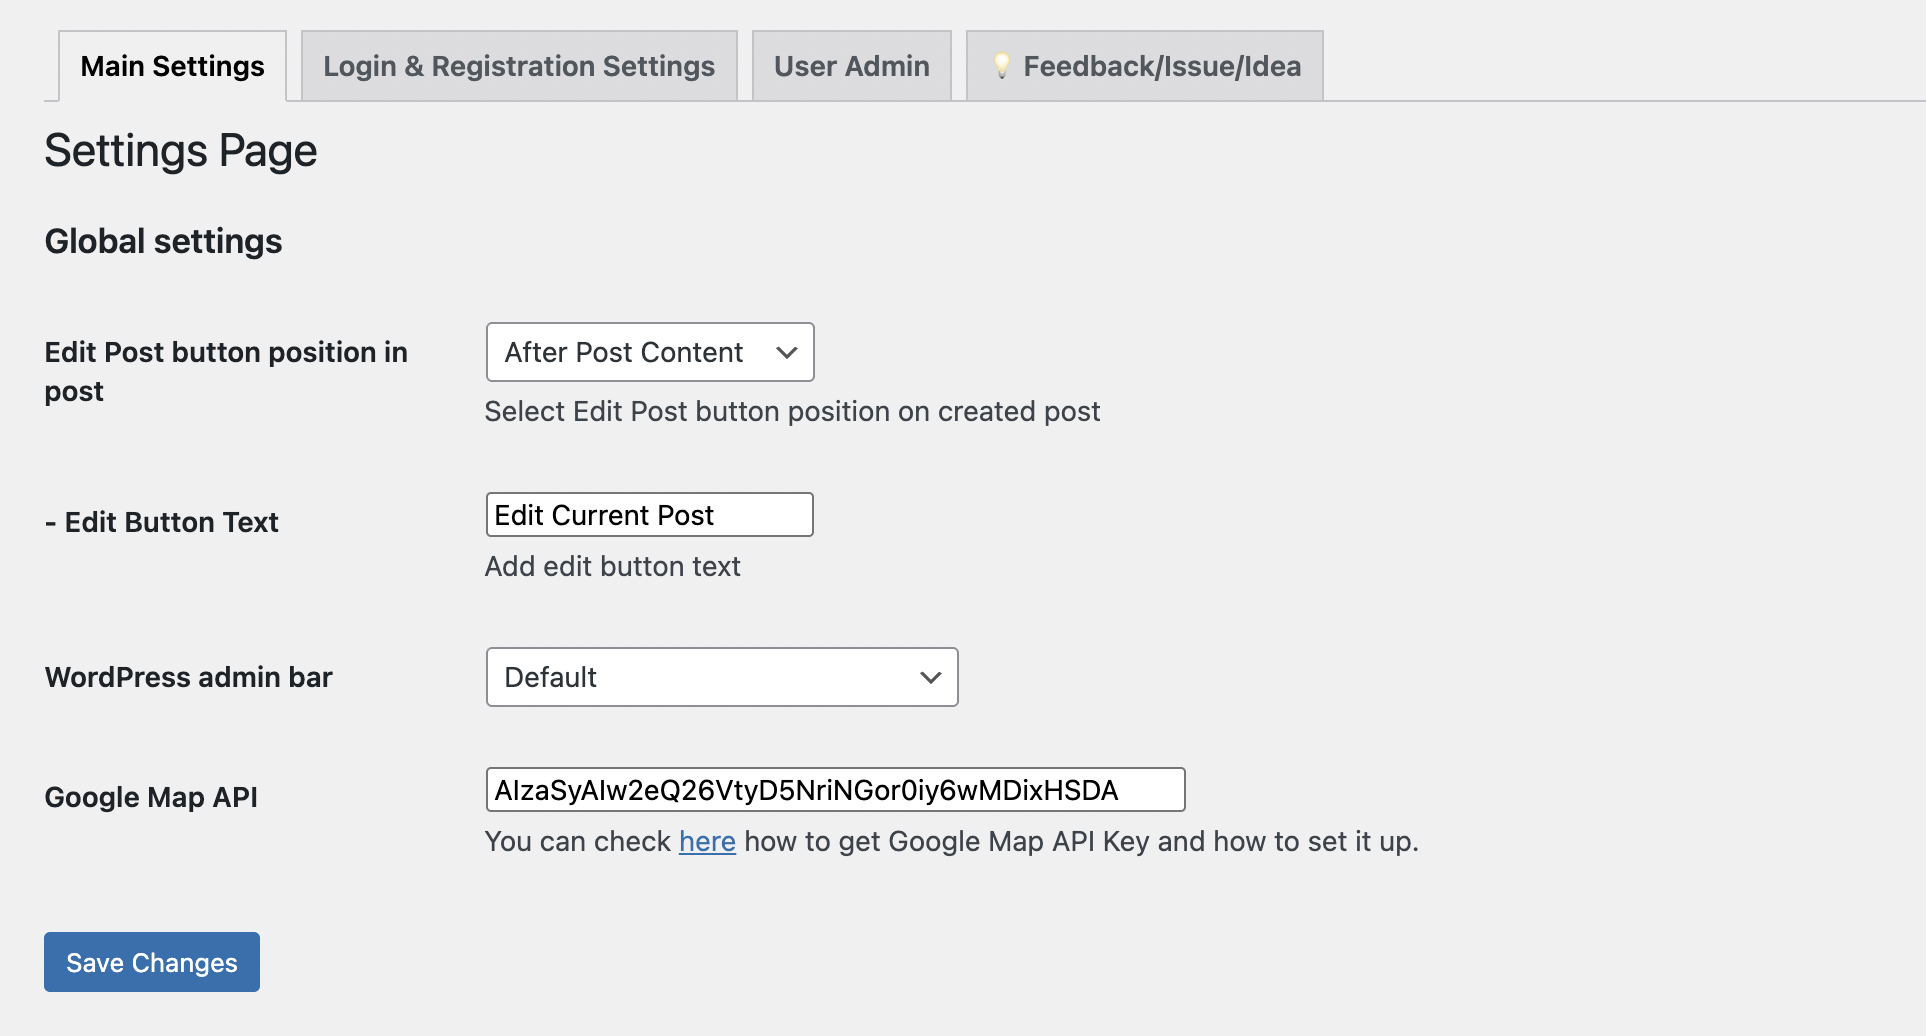 Main Settings
Login & Registration Settings
User Admin
💡 Feedback/Issue/Idea
Settings Page
Global settings
Edit Post button position in
post
After Post Content
Select Edit Post button position on created post
- Edit Button Text
Edit Current Post
Add edit button text
WordPress admin bar
Default
Google Map API
AIzaSyAIw2eQ26VtyD5NriNGor0iy6wMDixHSDA
You can check here how to get Google Map API Key and how to set it up.
Save Changes